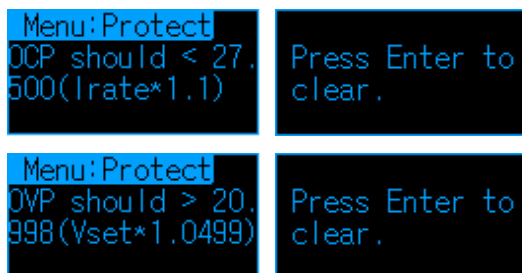 Menu:Protect
OCP should < 27.
500(Irate*1.1)
Press Enter to
clear.
Menu:Protect
OVP should > 20.
998(Vset*1.0499)
Press Enter to
clear.